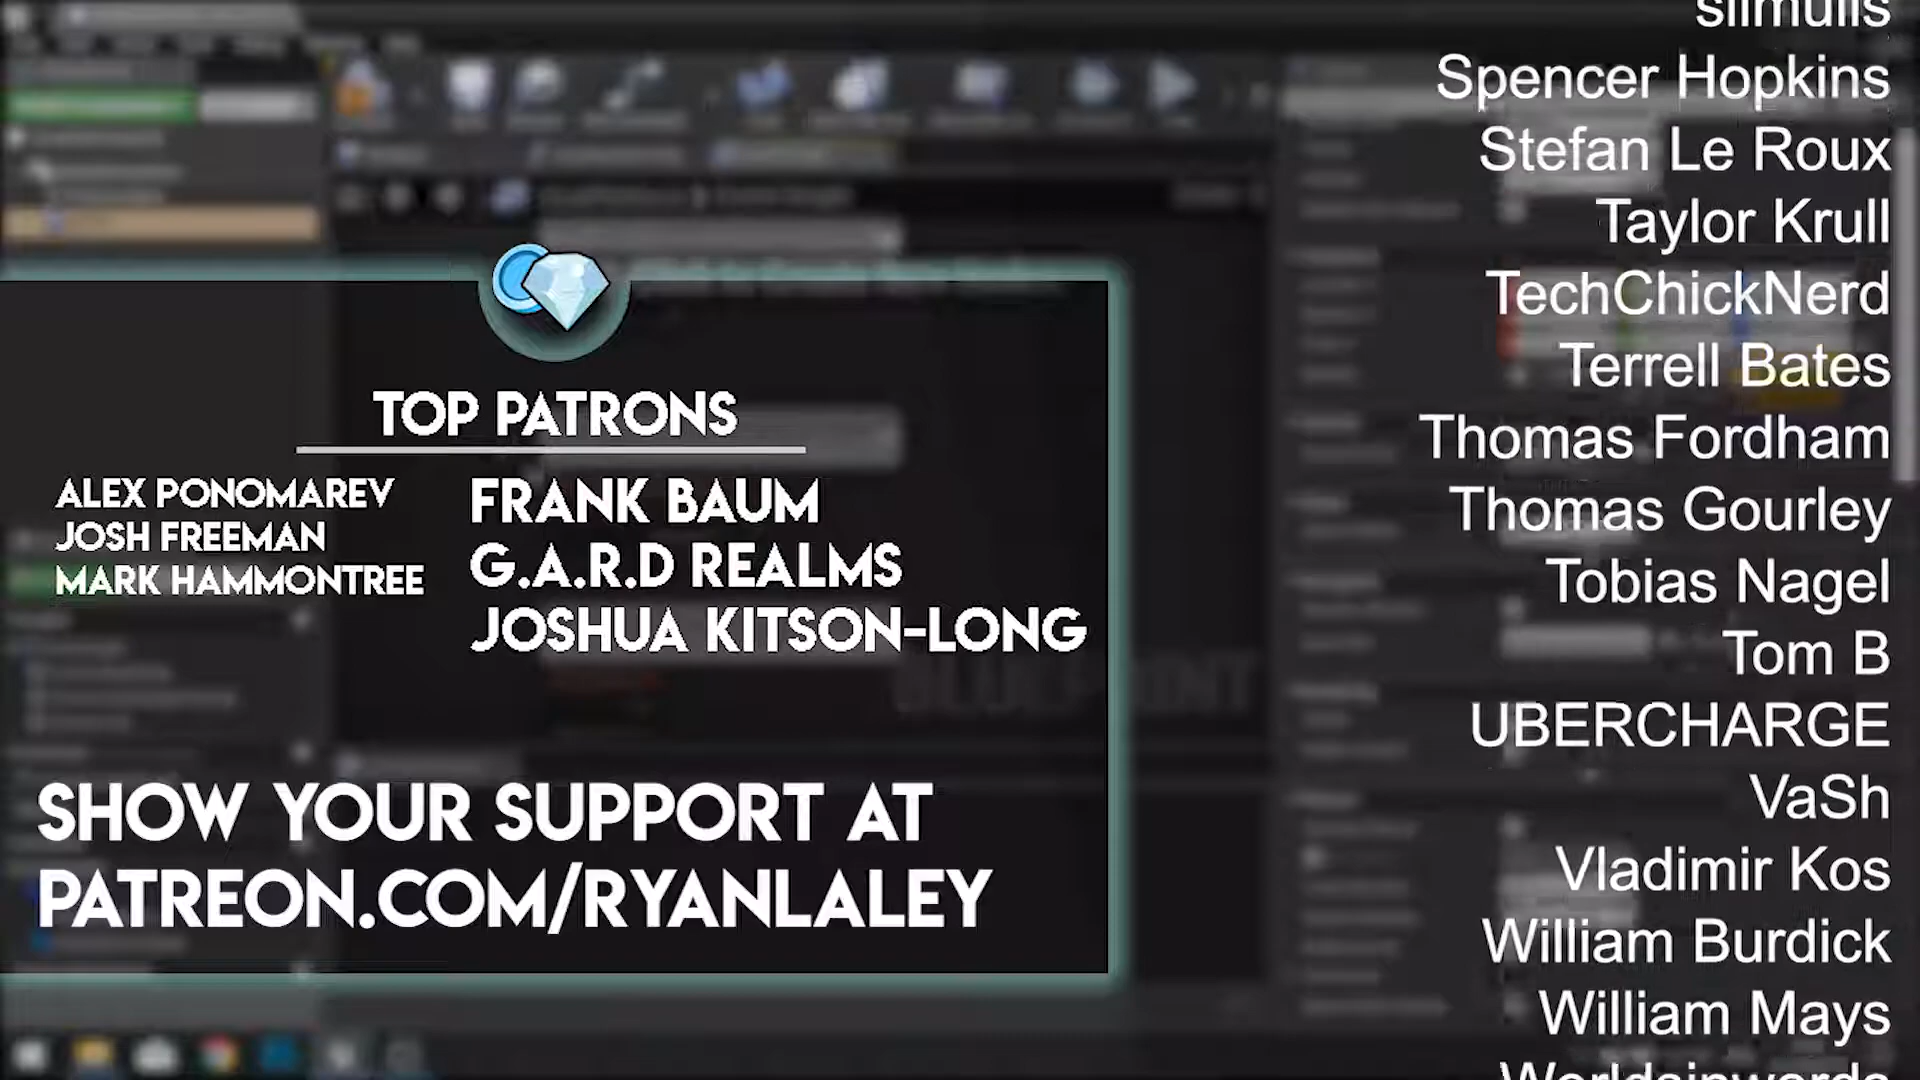 TOP PATRONS
ALEX PONOMAREV
JOSH FREEMAN
MARK HAMMONTREE
FRANK BAUM
G.A.R.D REALMS
JOSHUA KITSON-LONG
SHOW YOUR SUPPORT AT
PATREON.COM/RYANLALEY
Spencer Hopkins
Stefan Le Roux
Taylor Krull
TechChickNerd
Terrell Bates
Thomas Fordham
Thomas Gourley
Tobias Nagel
Tom B
UBERCHARGE
VaSh
Vladimir Kos
William Burdick
William Mays